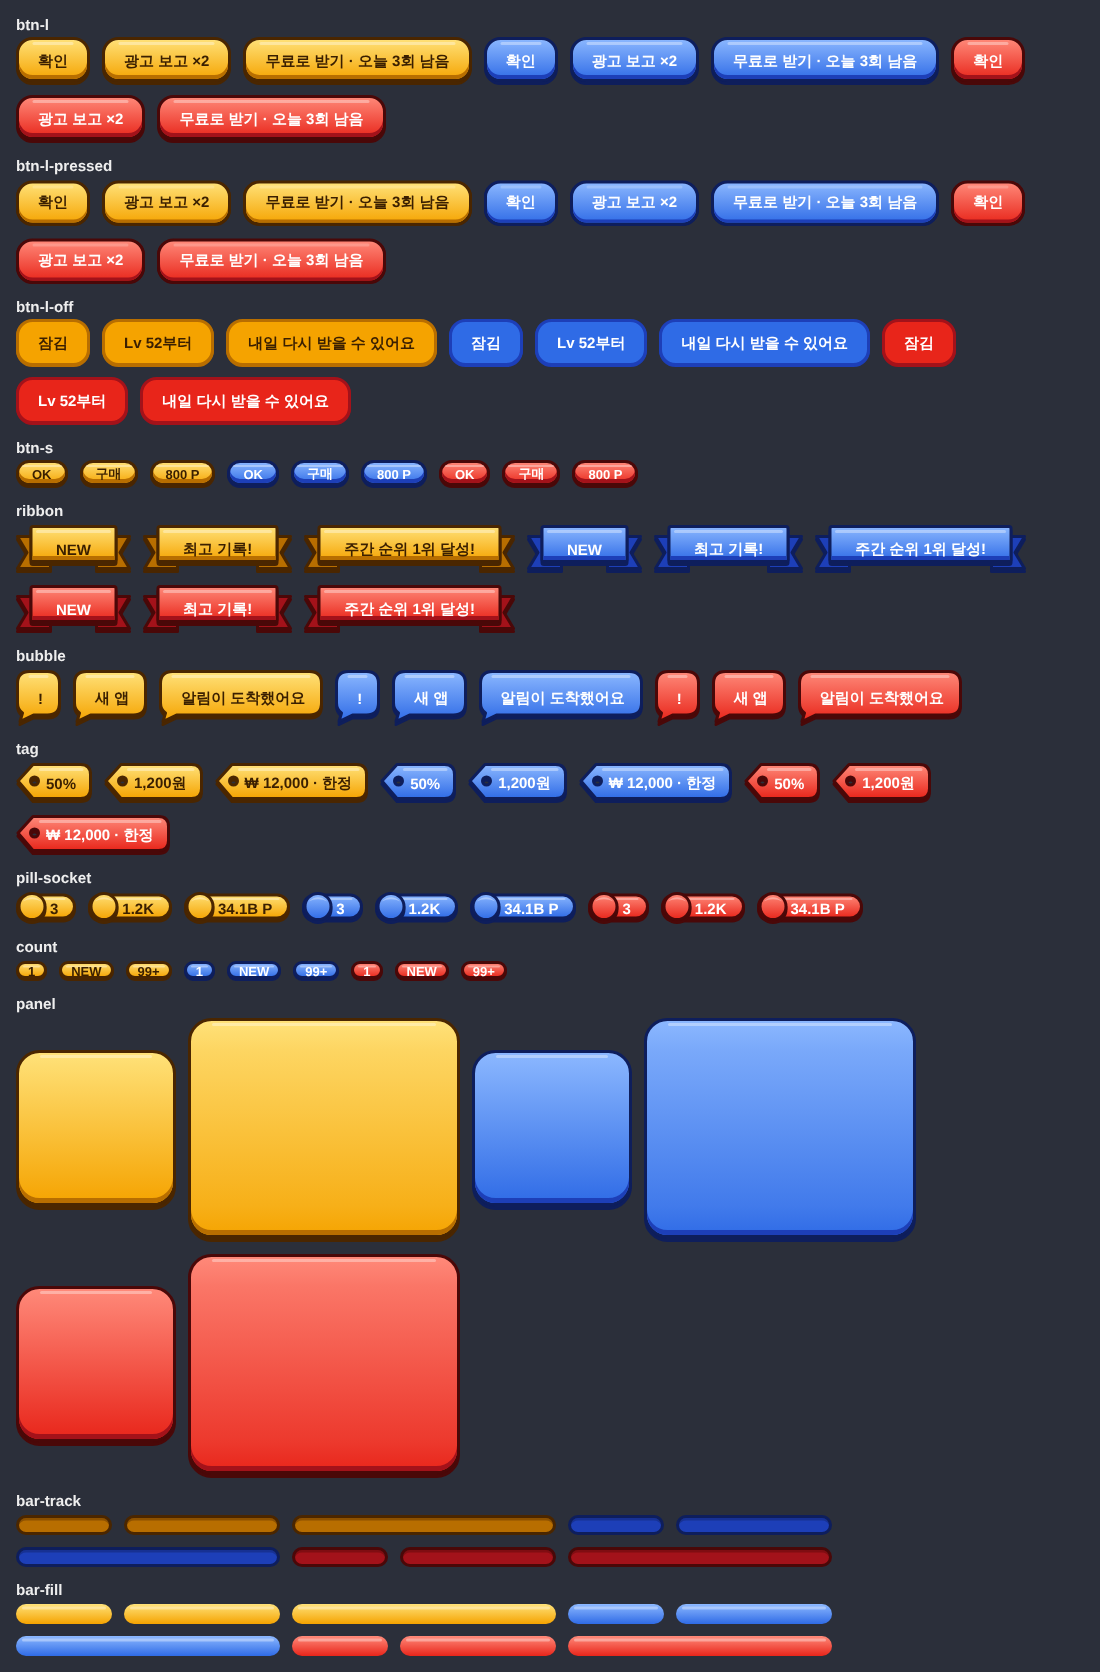 btn-l
확인 광고 보고 ×2 무료로 받기 · 오늘 3회 남음 확인 광고 보고 ×2 무료로 받기 · 오늘 3회 남음 확인
광고 보고 ×2 무료로 받기 · 오늘 3회 남음
btn-l-pressed
확인 광고 보고 ×2 무료로 받기 · 오늘 3회 남음 확인 광고 보고 ×2 무료로 받기 · 오늘 3회 남음 확인
광고 보고 ×2 무료로 받기 · 오늘 3회 남음
btn-l-off
잠김 Lv 52부터 내일 다시 받을 수 있어요 잠김 Lv 52부터 내일 다시 받을 수 있어요 잠김
Lv 52부터 내일 다시 받을 수 있어요
btn-s
OK 구매 800 P OK 구매 800 P OK 구매 800 P
ribbon
NEW 최고 기록! 주간 순위 1위 달성! NEW 최고 기록! 주간 순위 1위 달성!
NEW 최고 기록! 주간 순위 1위 달성!
bubble
! 새 앱 알림이 도착했어요 ! 새 앱 알림이 도착했어요 ! 새 앱 알림이 도착했어요
tag
50% 1,200원 ₩ 12,000 · 한정 50% 1,200원 ₩ 12,000 · 한정 50% 1,200원
₩ 12,000 · 한정
pill-socket
3 1.2K 34.1B P 3 1.2K 34.1B P 3 1.2K 34.1B P
count
1 NEW 99+ 1 NEW 99+ 1 NEW 99+
panel
bar-track
bar-fill